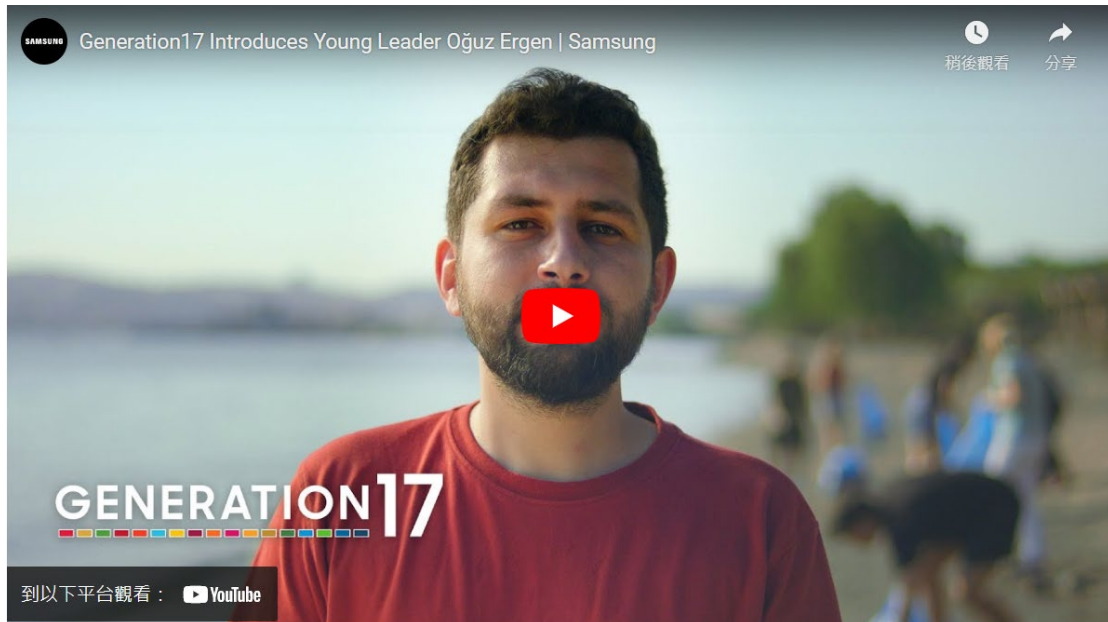 SAMSUNG
Generation17 Introduces Young Leader Oğuz Ergen | Samsung
稍後觀看
分享
GENERATION17
到以下平台觀看： YouTube